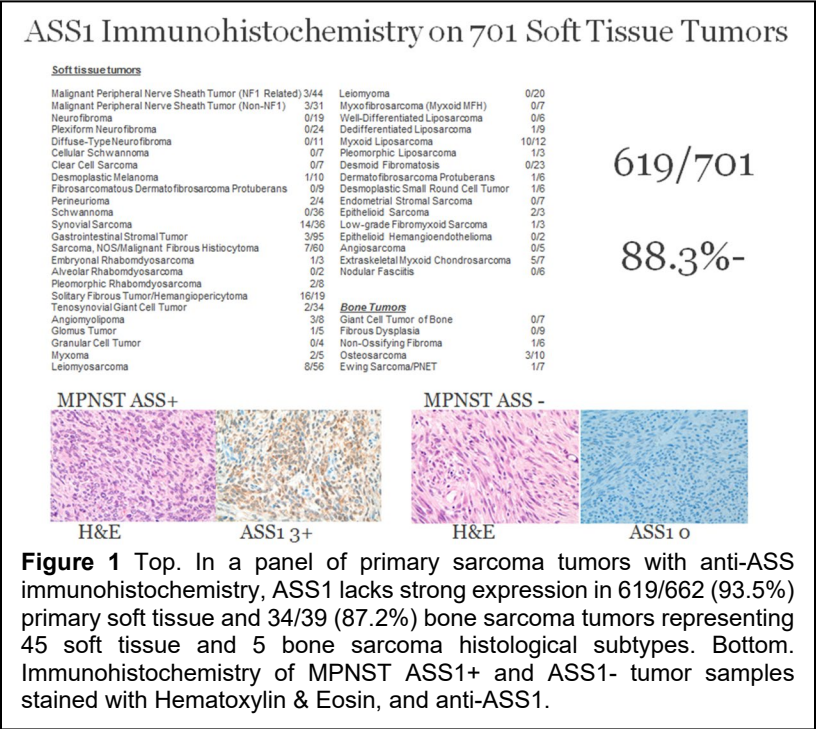 ASS1 Immunohistochemistry on 701 Soft Tissue Tumors
Soft tissue tumors
Malignant Peripheral Nerve Sheath Tumor (NF1 Related) 3/44
Malignant Peripheral Nerve Sheath Tumor (Non-NF1) 3/31
Neurofibroma 0/19
Plexiform Neurofibroma 0/24
Diffuse-Type Neurofibroma 0/11
Cellular Schwannoma 0/7
Clear Cell Sarcoma 0/7
Desmoplastic Melanoma 1/10
Fibrosarcomatous Dermatofibrosarcoma Protuberans 0/9
Perineurioma 2/4
Schwannoma 0/36
Synovial Sarcoma 14/36
Gastrointestinal Stromal Tumor 3/95
Sarcoma, NOS/Malignant Fibrous Histiocytoma 7/60
Embryonal Rhabomdyosarcoma 1/3
Alveolar Rhabdomyosarcoma 0/2
Pleomorphic Rhabdomyosarcoma 2/8
Solitary Fibrous Tumor/Hemangiopericytoma 16/19
Tenosynovial Giant Cell Tumor 2/34
Angiomyolipoma 3/8
Glomus Tumor 1/5
Granular Cell Tumor 0/4
Myxoma 2/5
Leiomyosarcoma 8/56
Leiomyoma 0/20
Myxofibrosarcoma (Myxoid MFH) 0/7
Well-Differentiated Liposarcoma 0/6
Dedifferentiated Liposarcoma 1/9
Myxoid Liposarcoma 10/12
Pleomorphic Liposarcoma 1/3
Desmoid Fibromatosis 0/23
Dermatofibrosarcoma Protuberans 1/6
Desmoplastic Small Round Cell Tumor 1/6
Endometrial Stromal Sarcoma 0/7
Epithelioid Sarcoma 2/3
Low-grade Fibromyxoid Sarcoma 1/3
Epithelioid Hemangioendothelioma 0/2
Angiosarcoma 0/5
Extraskeletal Myxoid Chondrosarcoma 5/7
Nodular Fasciitis 0/6
Bone Tumors
Giant Cell Tumor of Bone 0/7
Fibrous Dysplasia 0/9
Non-Ossifying Fibroma 1/6
Osteosarcoma 3/10
Ewing Sarcoma/PNET 1/7
619/701
88.3%-
MPNST ASS+
MPNST ASS -
H&E
ASS1 3+
H&E
ASS1 0
Figure 1 Top. In a panel of primary sarcoma tumors with anti-ASS
immunohistochemistry, ASS1 lacks strong expression in 619/662 (93.5%)
primary soft tissue and 34/39 (87.2%) bone sarcoma tumors representing
45 soft tissue and 5 bone sarcoma histological subtypes. Bottom.
Immunohistochemistry of MPNST ASS1+ and ASS1- tumor samples
stained with Hematoxylin & Eosin, and anti-ASS1.